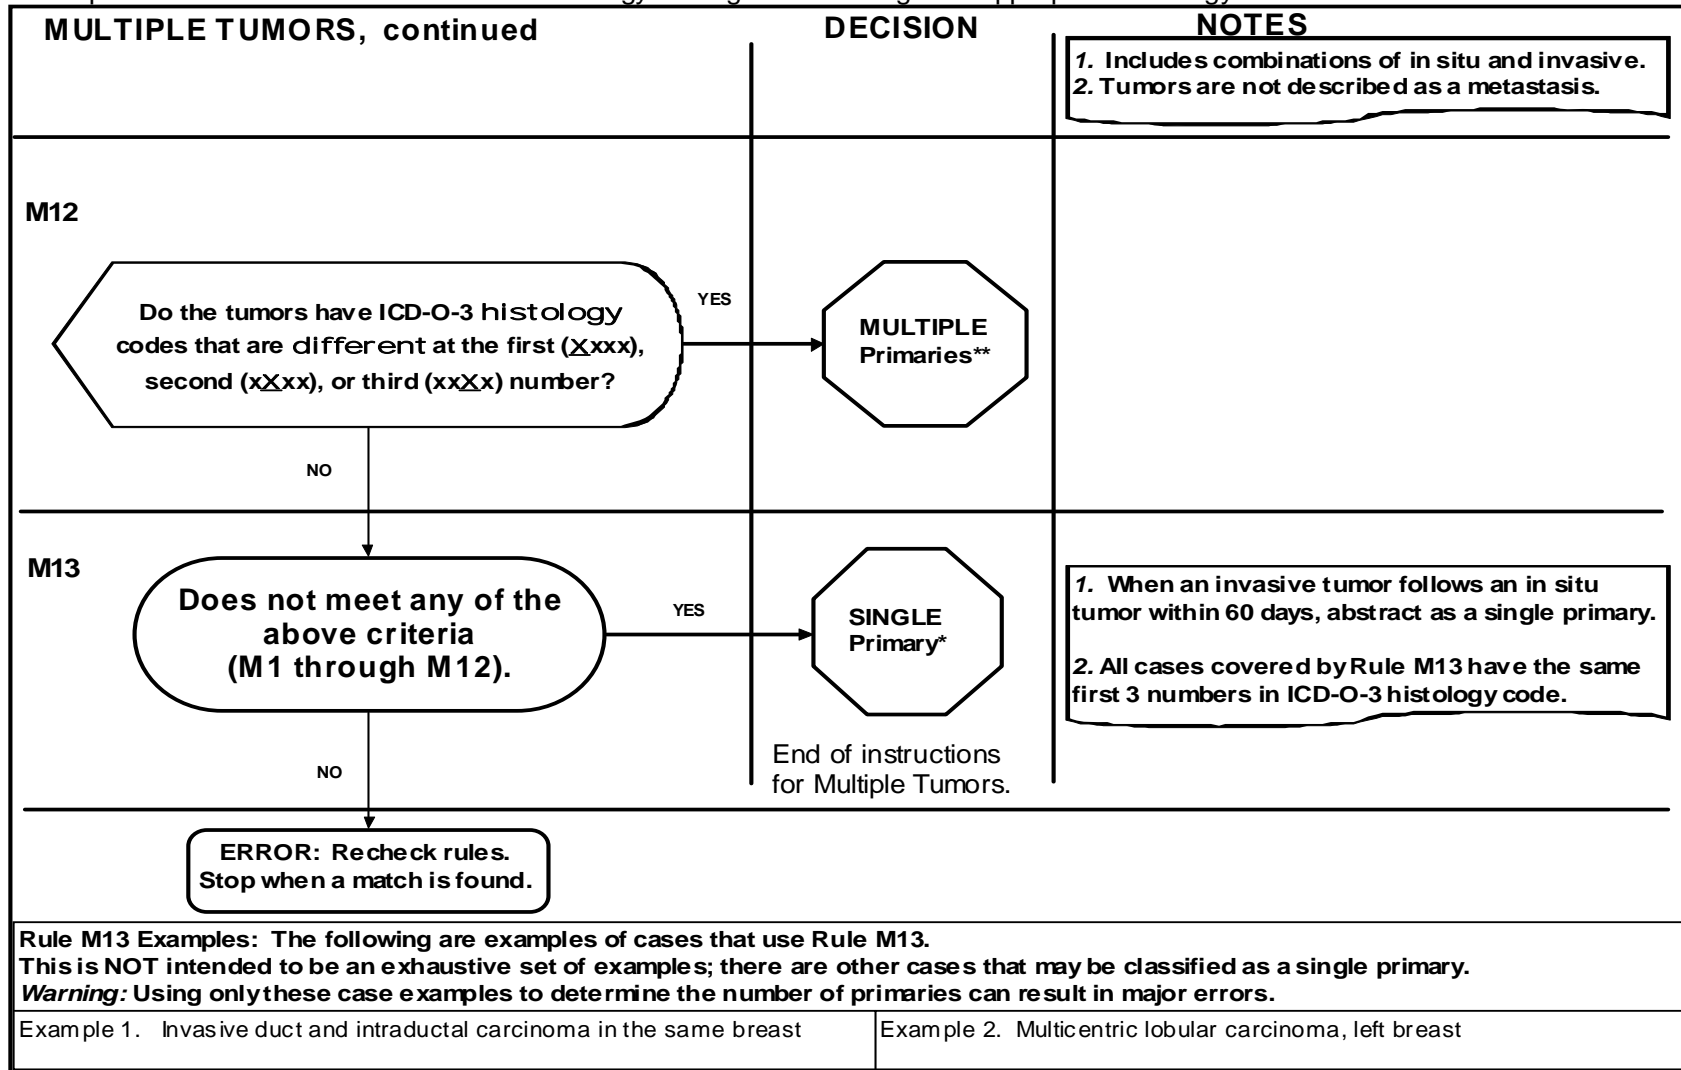 MULTIPLE TUMORS, continued
DECISION
NOTES
1. Includes combinations of in situ and invasive.
2. Tumors are not described as a metastasis.
M12
Do the tumors have ICD-O-3 histology
codes that are different at the first (Xxxx),
second (xXxx), or third (xxXx) number?
YES
MULTIPLE
Primaries**
NO
M13
Does not meet any of the
above criteria
(M1 through M12).
YES
SINGLE
Primary*
1. When an invasive tumor follows an in situ
tumor within 60 days, abstract as a single primary.
2. All cases covered by Rule M13 have the same
first 3 numbers in ICD-O-3 histology code.
End of instructions
for Multiple Tumors.
NO
ERROR: Recheck rules.
Stop when a match is found.
Rule M13 Examples: The following are examples of cases that use Rule M13.
This is NOT intended to be an exhaustive set of examples; there are other cases that may be classified as a single primary.
Warning: Using only these case examples to determine the number of primaries can result in major errors.
Example 1. Invasive duct and intraductal carcinoma in the same breast
Example 2. Multicentric lobular carcinoma, left breast